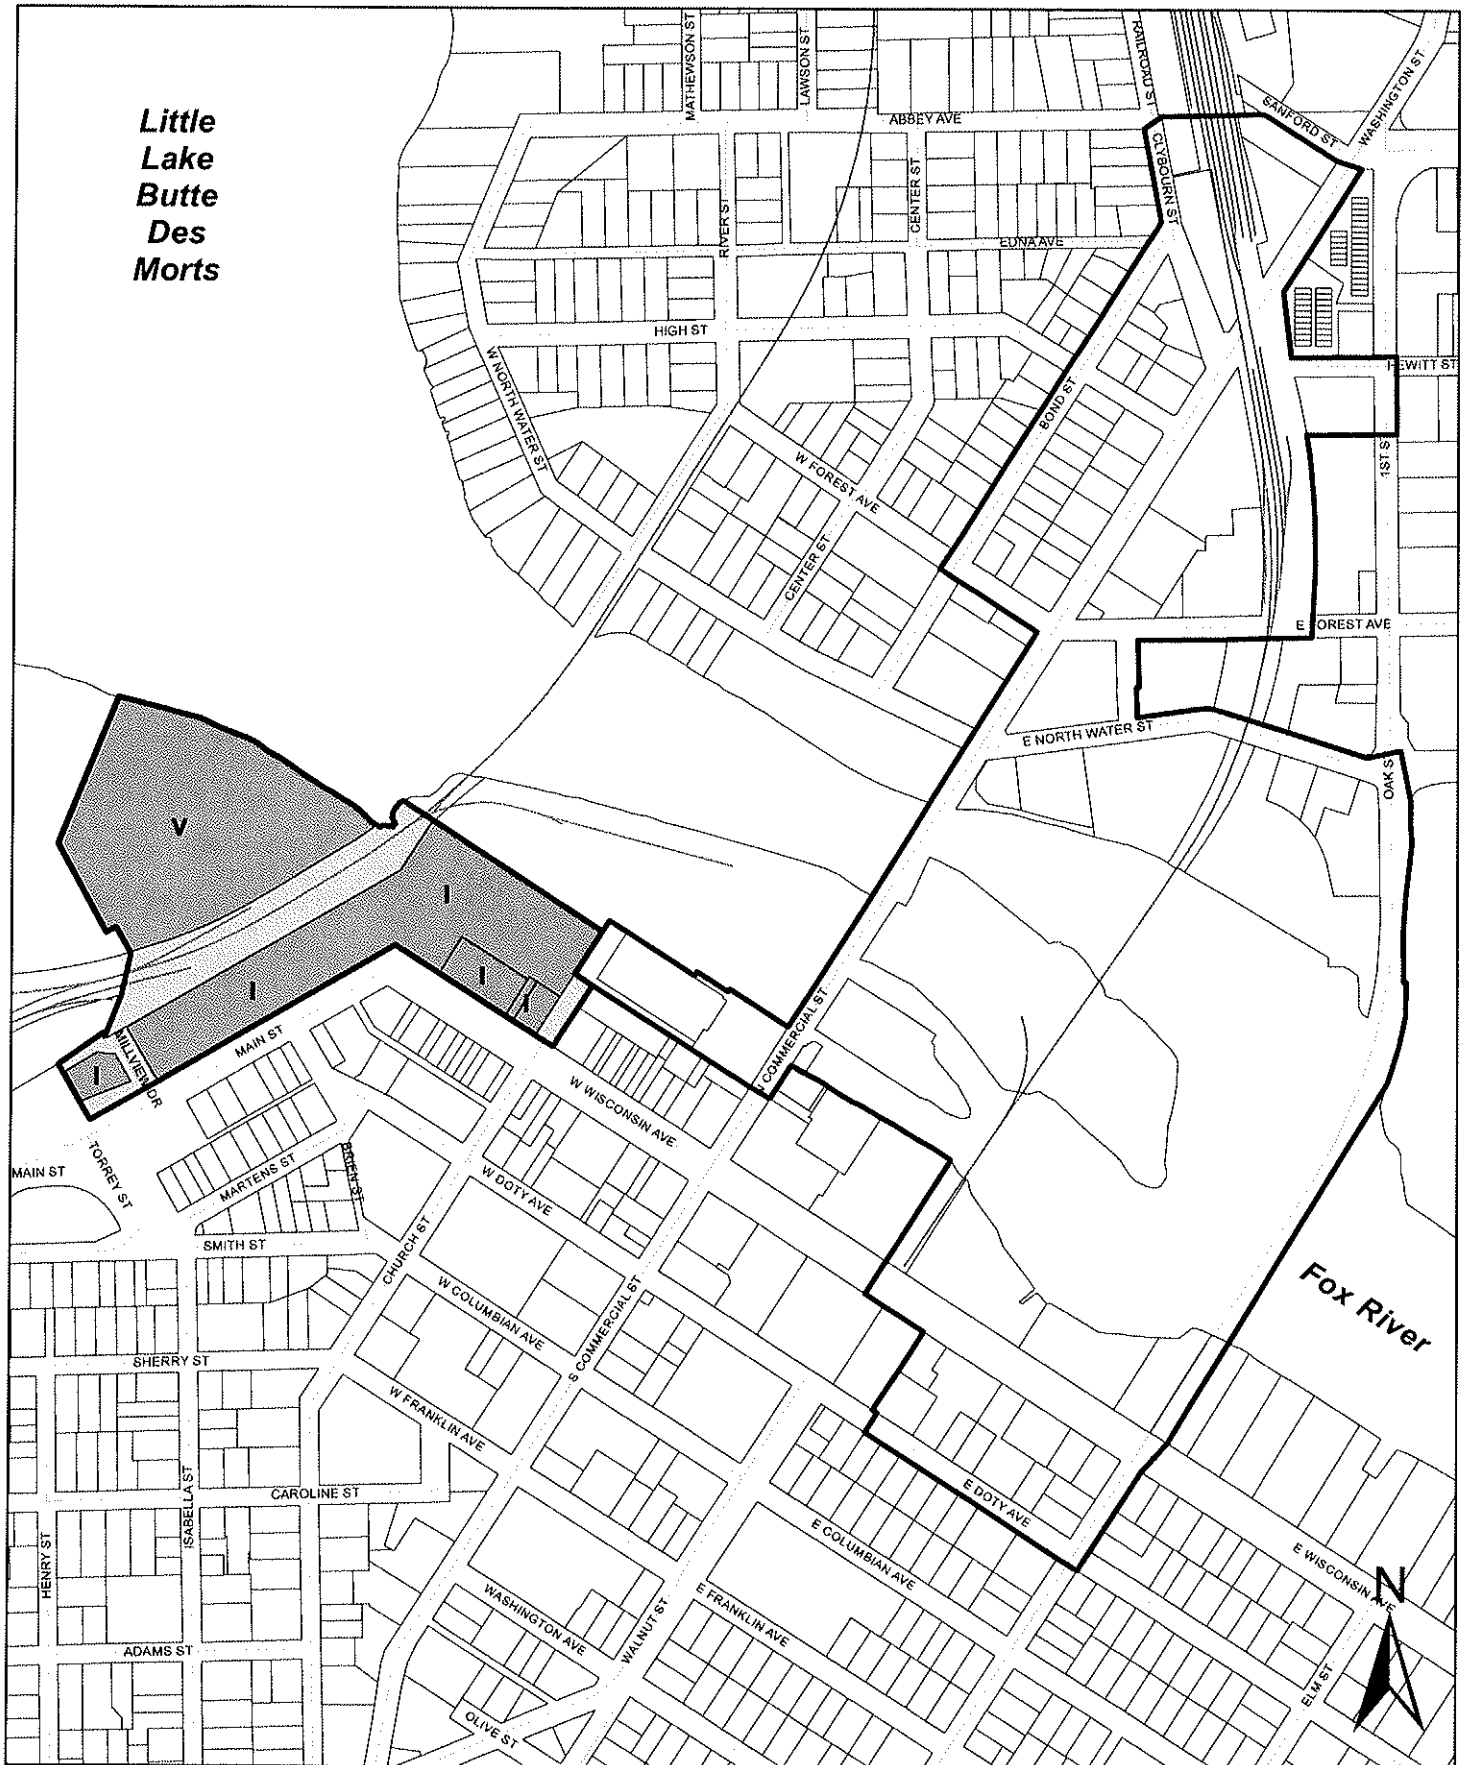 Little
Lake
Butte
Des
Morts
MATHEWSON ST
LAWSON ST
RAILROAD ST
SANFORD ST
WASHINGTON ST
ABBEY AVE
CLYBOURN ST
CENTER ST
RIVER ST
EDNA AVE
HIGH ST
W NORTH WATER ST
BOND ST
HEWITT ST
1ST S
W FOREST AVE
CENTER ST
E FOREST AVE
E NORTH WATER ST
OAK S
V
I
I
I
I
I
MILLVIEW DR
MAIN ST
N COMMERCIAL ST
W WISCONSIN AVE
MAIN ST
TORREY ST
MARTENS ST
BRIEN ST
W DOTY AVE
SMITH ST
CHURCH ST
W COLUMBIAN AVE
S COMMERCIAL ST
Fox River
SHERRY ST
W FRANKLIN AVE
CAROLINE ST
ISABELLA ST
HENRY ST
E DOTY AVE
E COLUMBIAN AVE
E WISCONSIN AVE
N
WASHINGTON AVE
WALNUT ST
E FRANKLIN AVE
ADAMS ST
ELM ST
OLIVE ST